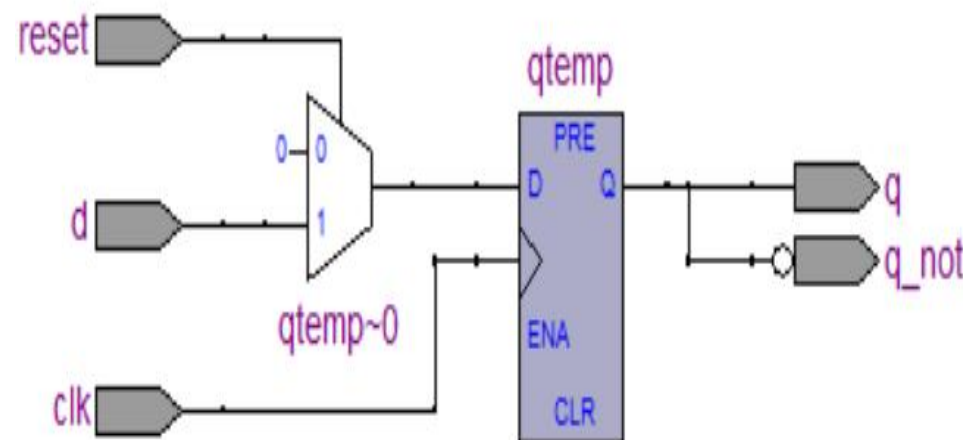 reset
qtemp
PRE
0 0
D Q
q
d
1
q_not
qtemp~0
ENA
clk
CLR